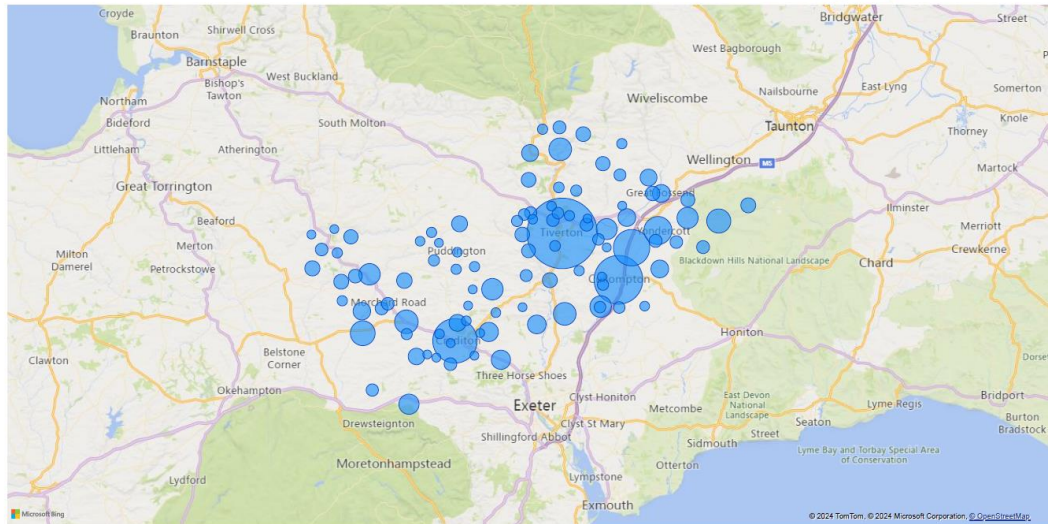 Croyde
Braunton
Shirwell Cross
Barnstaple
Bishop's
Tawton
West Buckland
Northam
Bideford
Littleham
South Molton
Atherington
Great Torrington
Beaford
Milton
Damerel
Merton
Petrockstowe
Puddington
Morchard Road
Clawton
Belstone
Corner
Okehampton
Three Horse Shoes
Exeter
Drewsteignton
Shillingford Abbot
Moretonhampstead
Lydford
Clyst Honiton
Clyst St Mary
Metcombe
Lympstone
Exmouth
Otterton
Sidmouth
Street
Seaton
East Devon
National
Landscape
Lyme Regis
Lyme Bay and Torbay Special Area
of Conservation
Bridport
Burton
Bradstock
Honiton
Chard
Blackdown Hills National Landscape
Crewkerne
Merriott
Ilminster
Martock
Thorney
Knole
Somerton
East Lyng
Street
Bridgwater
West Bagborough
Nailsbourne
Wiveliscombe
Taunton
Wellington
M5
Tiverton
Microsoft Bing
© 2024 TomTom, © 2024 Microsoft Corporation, © OpenStreetMap